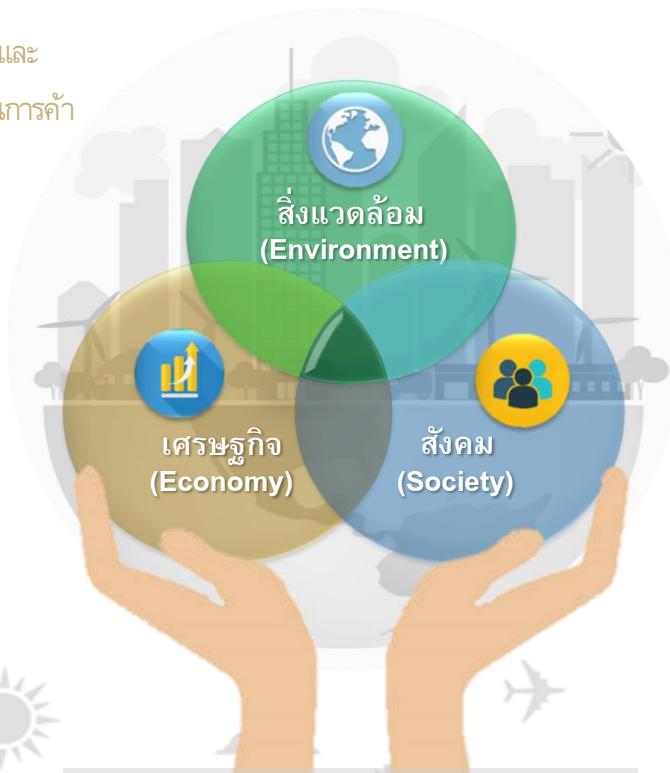 และ
การค้า
สิ่งแวดล้อม
(Environment)
เศรษฐกิจ
(Economy)
สังคม
(Society)